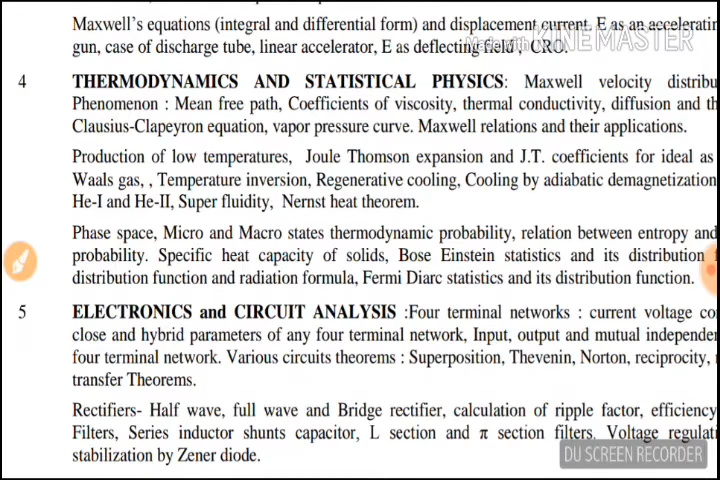 Maxwell's equations (integral and differential form) and displacement current, E as an acceleratin
gun, case of discharge tube, linear accelerator, E as deflecting field, CRO.
Made with KINEMASTER
4 THERMODYNAMICS AND STATISTICAL PHYSICS: Maxwell velocity distribu
Phenomenon : Mean free path, Coefficients of viscosity, thermal conductivity, diffusion and th
Clausius-Clapeyron equation, vapor pressure curve. Maxwell relations and their applications.
Production of low temperatures, Joule Thomson expansion and J.T. coefficients for ideal as
Waals gas, , Temperature inversion, Regenerative cooling, Cooling by adiabatic demagnetization
He-I and He-II, Super fluidity, Nernst heat theorem.
Phase space, Micro and Macro states thermodynamic probability, relation between entropy and
probability. Specific heat capacity of solids, Bose Einstein statistics and its distribution
distribution function and radiation formula, Fermi Diarc statistics and its distribution function.
5 ELECTRONICS and CIRCUIT ANALYSIS :Four terminal networks : current voltage co
close and hybrid parameters of any four terminal network, Input, output and mutual independen
four terminal network. Various circuits theorems : Superposition, Thevenin, Norton, reciprocity,
transfer Theorems.
Rectifiers- Half wave, full wave and Bridge rectifier, calculation of ripple factor, efficiency
Filters, Series inductor shunts capacitor, L section and π section filters. Voltage regulati
stabilization by Zener diode.
DU SCREEN RECORDER